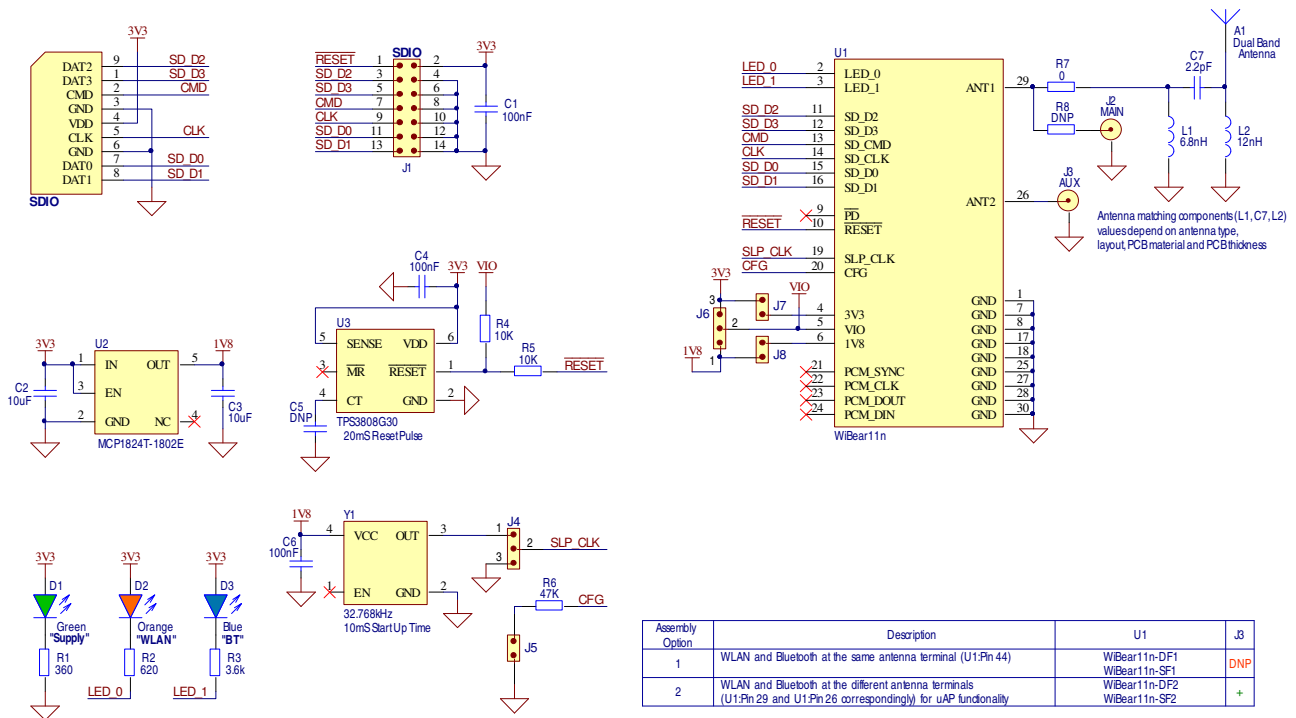 3V3
DAT2 9 SD_D2
DAT3 1 SD_D3
CMD 2 CMD
GND 3
VDD 4
CLK 5 CLK
GND 6
DAT0 7 SD_D0
DAT1 8 SD_D1
SDIO
SDIO
3V3
RESET 1 2
SD_D2 3 4
SD_D3 5 6
CMD 7 8
CLK 9 10
SD_D0 11 12
SD_D1 13 14
J1
C1
100nF
U1
LED_0 2 LED_0
LED_1 3 LED_1
SD_D2 11 SD_D2
SD_D3 12 SD_D3
CMD 13 SD_CMD
CLK 14 SD_CLK
SD_D0 15 SD_D0
SD_D1 16 SD_D1
9 PD
RESET 10 RESET
SLP_CLK 19 SLP_CLK
CFG 20 CFG
3V3
VIO
J6
3
2
1
J7
J8
1V8
4 3V3
5 VIO
6 1V8
21 PCM_SYNC
22 PCM_CLK
23 PCM_DOUT
24 PCM_DIN
WiBear11n
ANT1 29
ANT2 26
GND 1
GND 7
GND 8
GND 17
GND 18
GND 25
GND 27
GND 28
GND 30
R7
0
R8
DNP
J2
MAIN
J3
AUX
C7
2.2pF
L1
6.8nH
L2
12nH
A1
Dual Band
Antenna
Antenna matching components (L1, C7, L2)
values depend on antenna type,
layout, PCB material and PCB thickness
U2
3V3
1 IN
3 EN
2 GND
OUT 5
NC 4
1V8
C2
10uF
C3
10uF
MCP1824T-1802E
C4
100nF
3V3
VIO
U3
5 SENSE
VDD 6
3 MR
RESET 1
4 CT
GND 2
R4
10K
R5
10K
RESET
C5
DNP
TPS3808G30
20mS Reset Pulse
1V8
C6
100nF
Y1
4 VCC
OUT 3
1 EN
GND 2
32.768kHz
10mS Start Up Time
J4
1
2
3
SLP_CLK
R6
47K
CFG
J5
3V3
D1
Green
"Supply"
R1
360
3V3
D2
Orange
"WLAN"
R2
620
LED_0
3V3
D3
Blue
"BT"
R3
3.6k
LED_1
Assembly
Option
Description
U1
J3
1
WLAN and Bluetooth at the same antenna terminal (U1:Pin 44)
WiBear11n-DF1
WiBear11n-SF1
DNP
2
WLAN and Bluetooth at the different antenna terminals
(U1:Pin 29 and U1:Pin 26 correspondingly) for uAP functionality
WiBear11n-DF2
WiBear11n-SF2
+